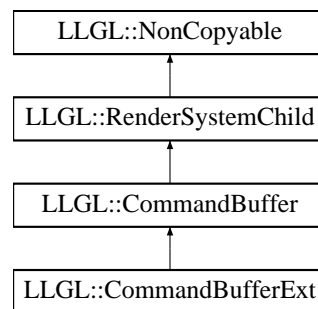 LLGL::NonCopyable
LLGL::RenderSystemChild
LLGL::CommandBuffer
LLGL::CommandBufferExt